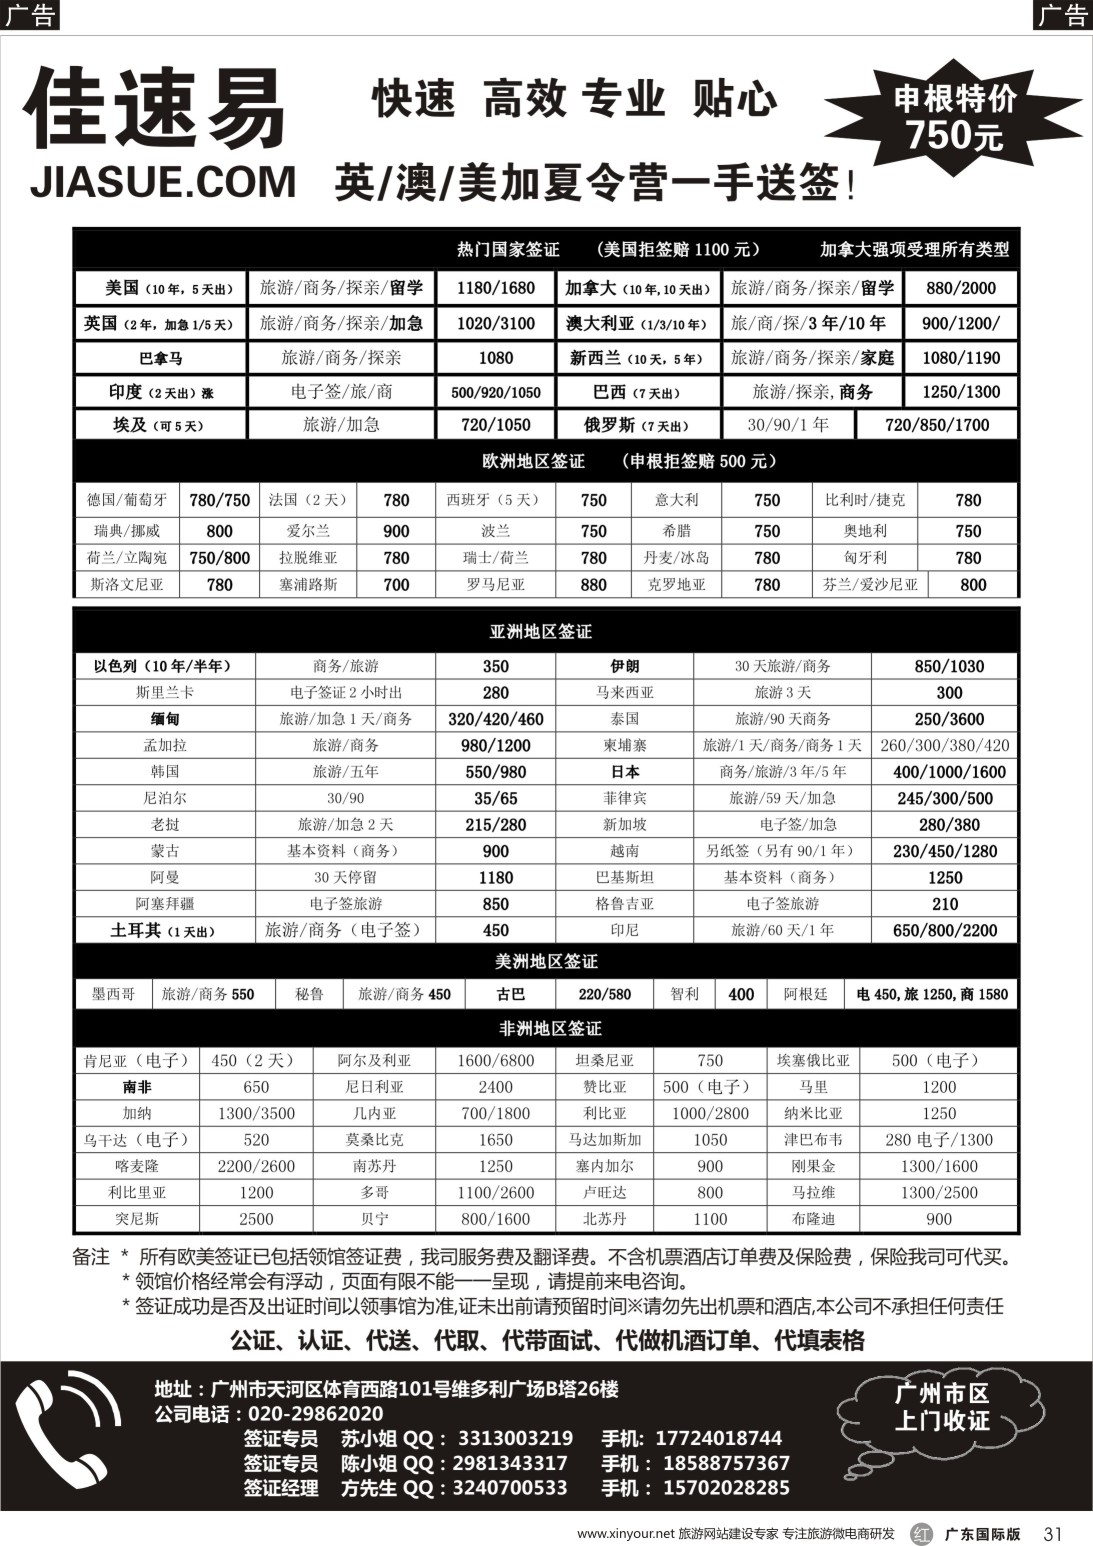 广告
广告
佳速易
快速 高效 专业 贴心
申根特价
750元
JIASUE.COM
英/澳/美加夏令营一手送签!
热门国家签证 (美国拒签赔 1100 元) 加拿大强项受理所有类型
美国（10 年，5 天出） 旅游/商务/探亲/留学 1180/1680 加拿大（10 年,10 天出） 旅游/商务/探亲/留学 880/2000
英国（2 年，加急 1/5 天） 旅游/商务/探亲/加急 1020/3100 澳大利亚（1/3/10 年） 旅/商/探/3 年/10 年 900/1200/
巴拿马 旅游/商务/探亲 1080 新西兰（10 天，5 年） 旅游/商务/探亲/家庭 1080/1190
印度（2 天出）涨 电子签/旅/商 500/920/1050 巴西（7 天出） 旅游/探亲,商务 1250/1300
埃及（可 5 天） 旅游/加急 720/1050 俄罗斯（7 天出） 30/90/1 年 720/850/1700
欧洲地区签证 （申根拒签赔 500 元）
德国/葡萄牙 780/750 法国（2 天） 780 西班牙（5 天） 750 意大利 750 比利时/捷克 780
瑞典/挪威 800 爱尔兰 900 波兰 750 希腊 750 奥地利 750
荷兰/立陶宛 750/800 拉脱维亚 780 瑞士/荷兰 780 丹麦/冰岛 780 匈牙利 780
斯洛文尼亚 780 塞浦路斯 700 罗马尼亚 880 克罗地亚 780 芬兰/爱沙尼亚 800
亚洲地区签证
以色列（10 年/半年） 商务/旅游 350 伊朗 30 天旅游/商务 850/1030
斯里兰卡 电子签证 2 小时出 280 马来西亚 旅游 3 天 300
缅甸 旅游/加急 1 天/商务 320/420/460 泰国 旅游/90 天商务 250/3600
孟加拉 旅游/商务 980/1200 柬埔寨 旅游/1 天/商务/商务 1 天 260/300/380/420
韩国 旅游/五年 550/980 日本 商务/旅游/3 年/5 年 400/1000/1600
尼泊尔 30/90 35/65 菲律宾 旅游/59 天/加急 245/300/500
老挝 旅游/加急 2 天 215/280 新加坡 电子签/加急 280/380
蒙古 基本资料（商务） 900 越南 另纸签（另有 90/1 年） 230/450/1280
阿曼 30 天停留 1180 巴基斯坦 基本资料（商务） 1250
阿塞拜疆 电子签旅游 850 格鲁吉亚 电子签旅游 210
土耳其（1 天出） 旅游/商务（电子签） 450 印尼 旅游/60 天/1 年 650/800/2200
美洲地区签证
墨西哥 旅游/商务 550 秘鲁 旅游/商务 450 古巴 220/580 智利 400 阿根廷 电 450,旅 1250,商 1580
非洲地区签证
肯尼亚（电子） 450（2 天） 阿尔及利亚 1600/6800 坦桑尼亚 750 埃塞俄比亚 500（电子）
南非 650 尼日利亚 2400 赞比亚 500（电子） 马里 1200
加纳 1300/3500 几内亚 700/1800 利比亚 1000/2800 纳米比亚 1250
乌干达（电子） 520 莫桑比克 1650 马达加斯加 1050 津巴布韦 280 电子/1300
喀麦隆 2200/2600 南苏丹 1250 塞内加尔 900 刚果金 1300/1600
利比里亚 1200 多哥 1100/2600 卢旺达 800 马拉维 1300/2500
突尼斯 2500 贝宁 800/1600 北苏丹 1100 布隆迪 900
备注 * 所有欧美签证已包括领馆签证费，我司服务费及翻译费。不含机票酒店订单费及保险费，保险我司可代买。
* 领馆价格经常会有浮动，页面有限不能一一呈现，请提前来电咨询。
* 签证成功是否及出证时间以领事馆为准,证未出前请预留时间※请勿先出机票和酒店,本公司不承担任何责任
公证、认证、代送、代取、代带面试、代做机酒订单、代填表格
地址：广州市天河区体育西路101号维多利广场B塔26楼
公司电话：020-29862020
签证专员 苏小姐 QQ： 3313003219 手机: 17724018744
签证专员 陈小姐 QQ：2981343317 手机： 18588757367
签证经理 方先生 QQ：3240700533 手机： 15702028285
广州市区
上门收证
www.xinyour.net 旅游网站建设专家 专注旅游微电商研发 红 广东国际版 31